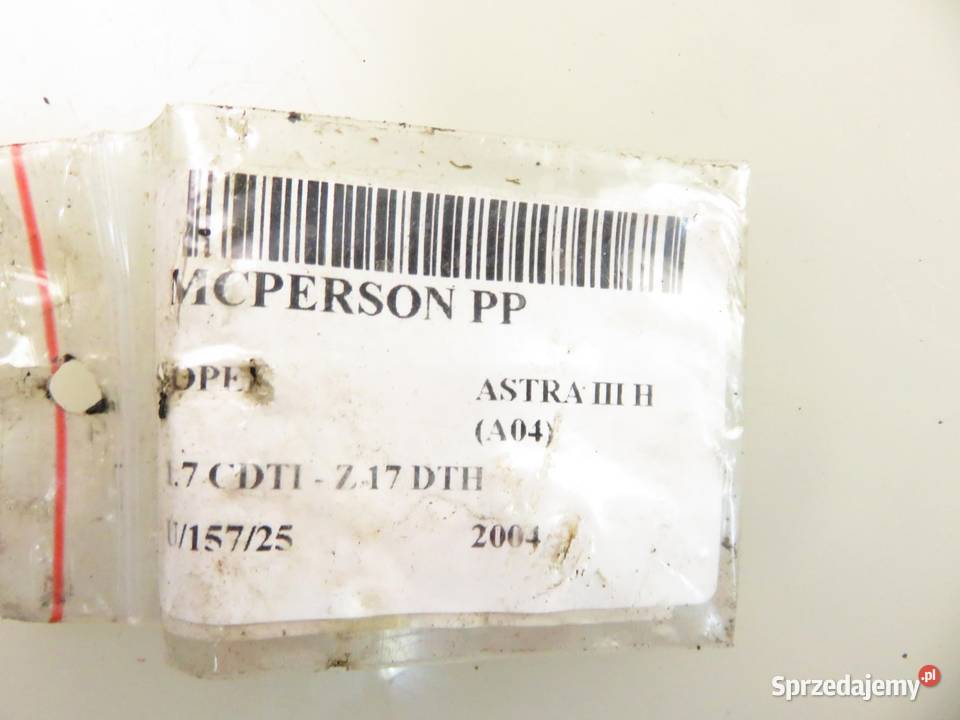 MCPERSON PP
OPEL
ASTRA III H
(A04)
1.7 CDTI - Z 17 DTH
U/157/25
2004
Sprzedajemy.pl